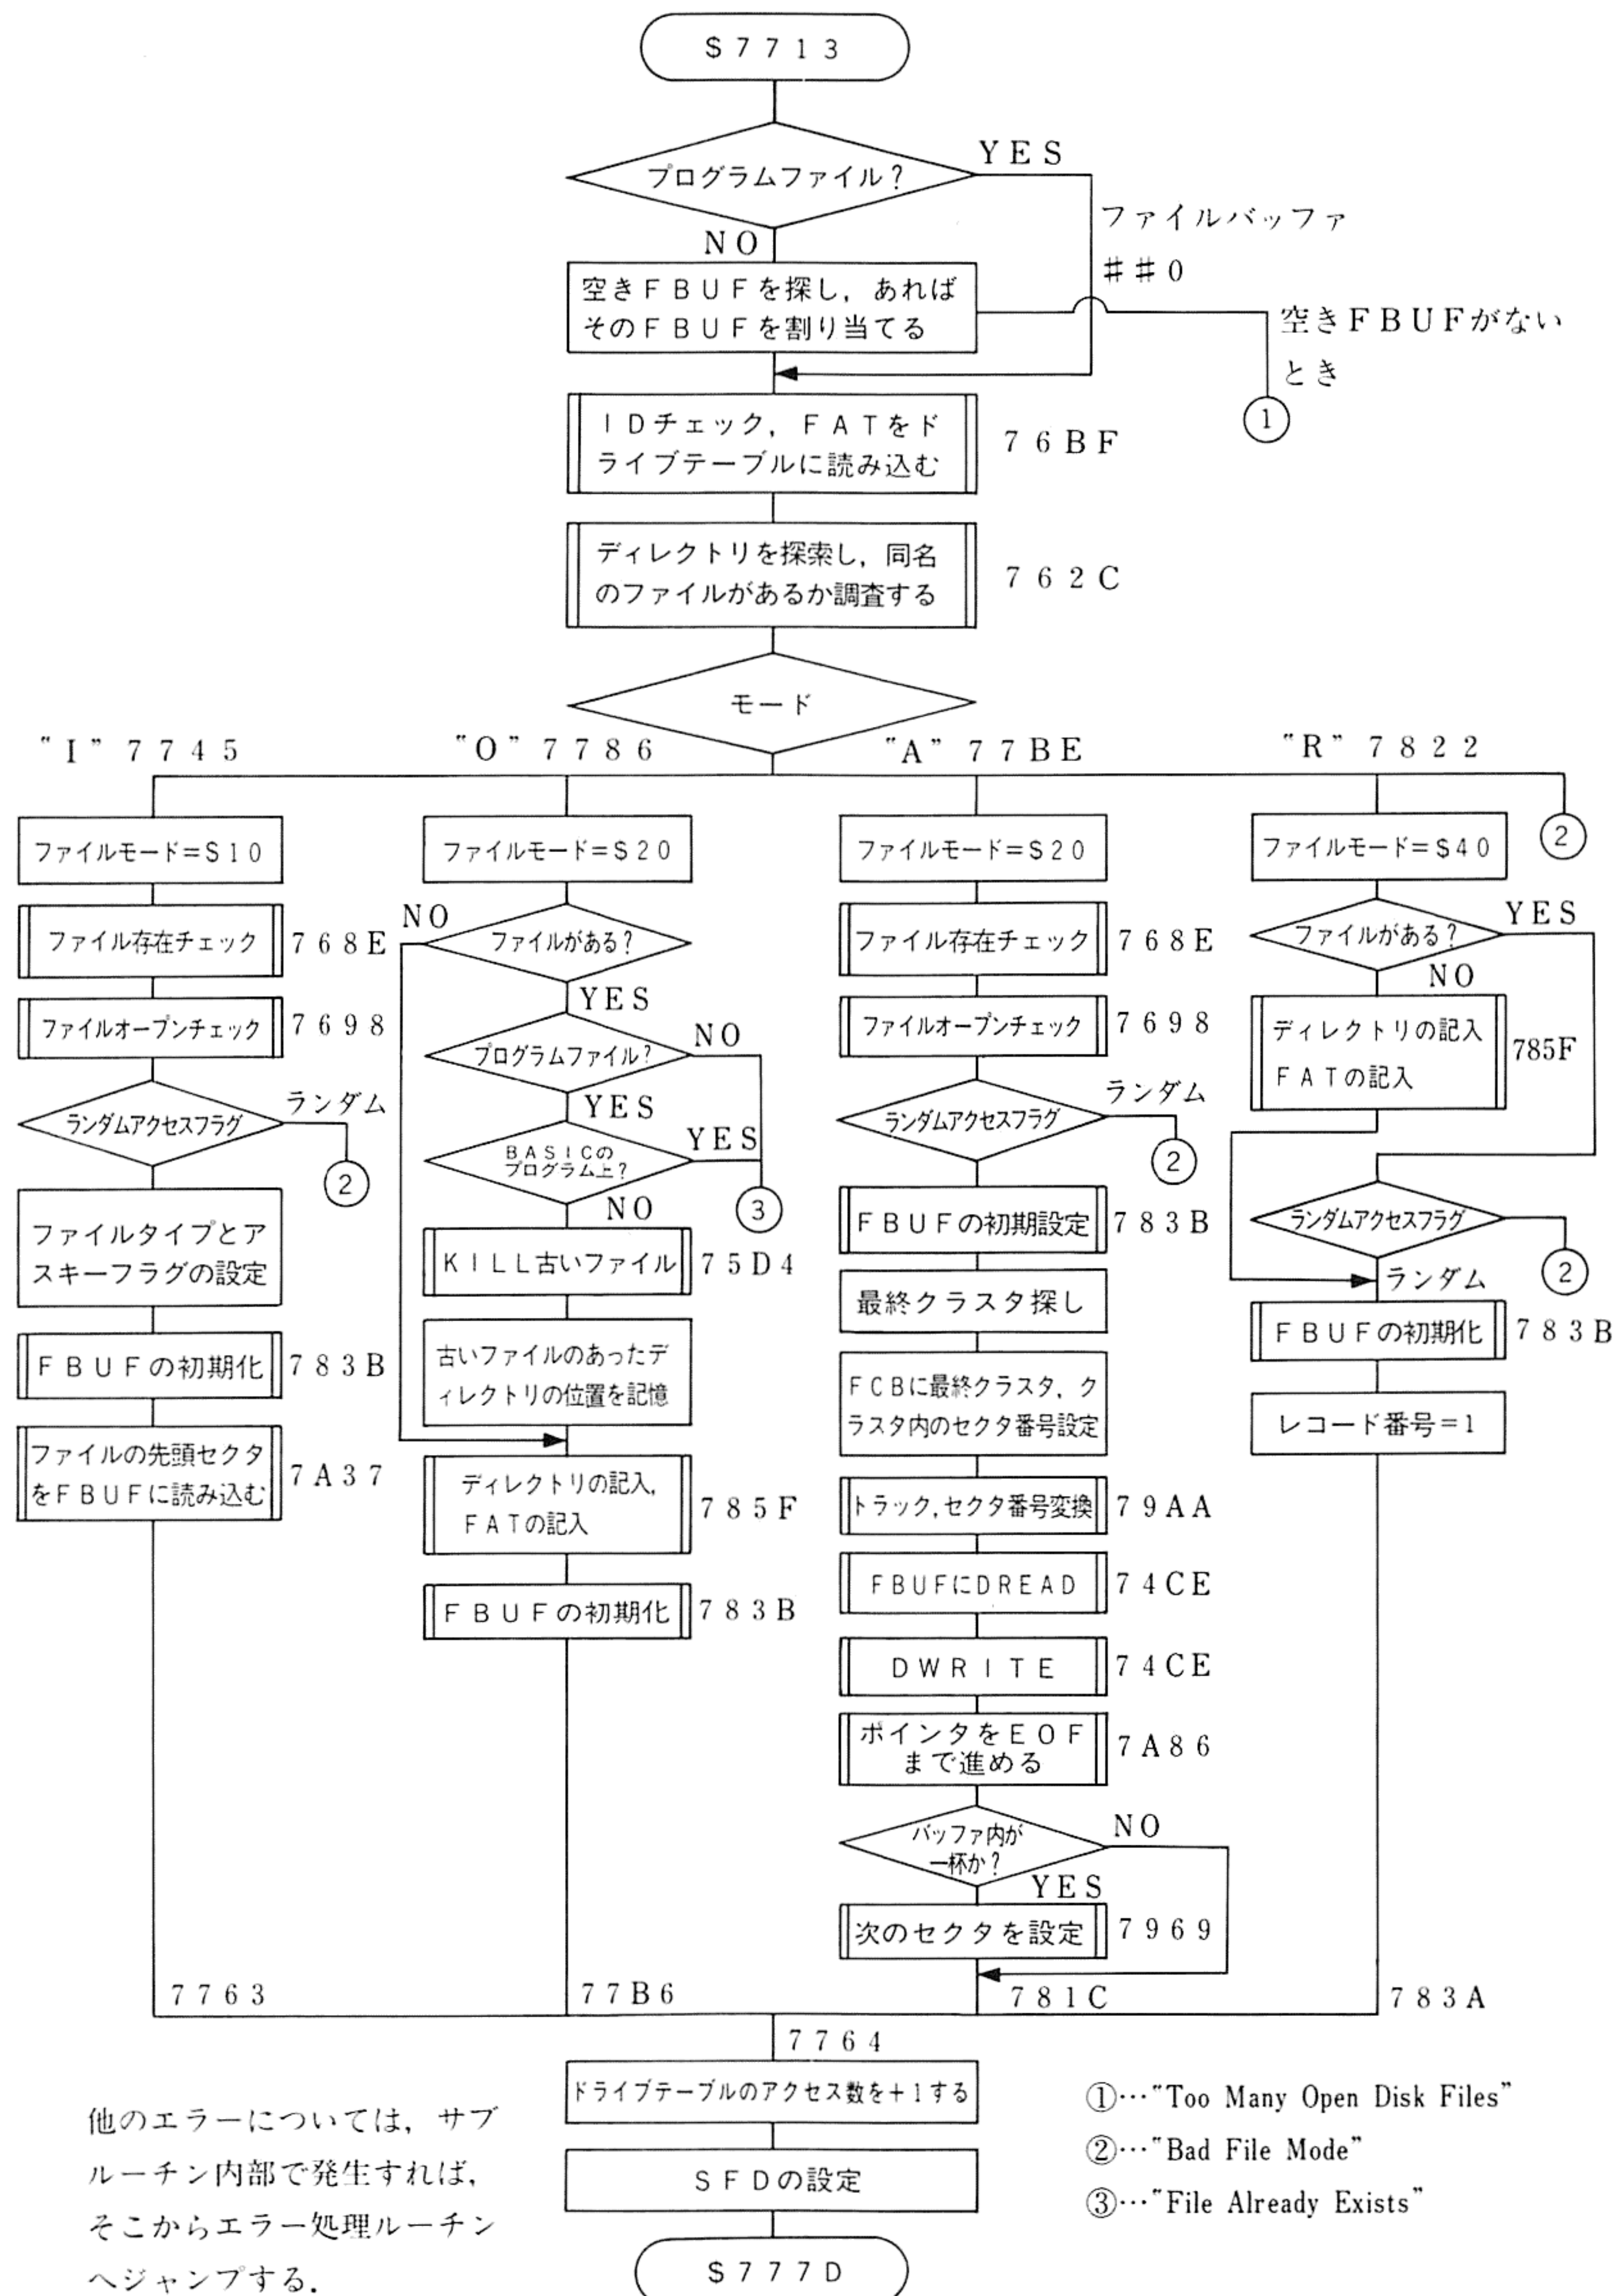 $7713
プログラムファイル?
YES
NO
ファイルバッファ
##0
空きFBUFを探し，あれば
そのFBUFを割り当てる
空きFBUFがない
とき
①
IDチェック，FATをド
ライブテーブルに読み込む
76BF
ディレクトリを探索し，同名
のファイルがあるか調査する
762C
モード
"I" 7745
"O" 7786
"A" 77BE
"R" 7822
②
ファイルモード=$10
ファイル存在チェック
768E
ファイルオープンチェック
7698
ランダムアクセスフラグ
ランダム
②
ファイルタイプとア
スキーフラグの設定
FBUFの初期化
783B
ファイルの先頭セクタ
をFBUFに読み込む
7A37
7763
ファイルモード=$20
NO
ファイルがある?
YES
プログラムファイル?
NO
YES
BASICの
プログラム上?
YES
③
NO
KILL古いファイル
75D4
古いファイルのあったデ
ィレクトリの位置を記憶
ディレクトリの記入，
FATの記入
785F
FBUFの初期化
783B
77B6
ファイルモード=$20
ファイル存在チェック
768E
ファイルオープンチェック
7698
ランダムアクセスフラグ
ランダム
②
FBUFの初期設定
783B
最終クラスタ探し
FCBに最終クラスタ，ク
ラスタ内のセクタ番号設定
トラック，セクタ番号変換
79AA
FBUFにDREAD
74CE
DWRITE
74CE
ポインタをEOF
まで進める
7A86
バッファ内が
一杯か?
NO
YES
次のセクタを設定
7969
781C
ファイルモード=$40
ファイルがある?
YES
NO
ディレクトリの記入
FATの記入
785F
ランダムアクセスフラグ
②
ランダム
FBUFの初期化
783B
レコード番号=1
783A
7764
ドライブテーブルのアクセス数を+1する
SFDの設定
$777D
他のエラーについては，サブ
ルーチン内部で発生すれば，
そこからエラー処理ルーチン
へジャンプする．
①…"Too Many Open Disk Files"
②…"Bad File Mode"
③…"File Already Exists"